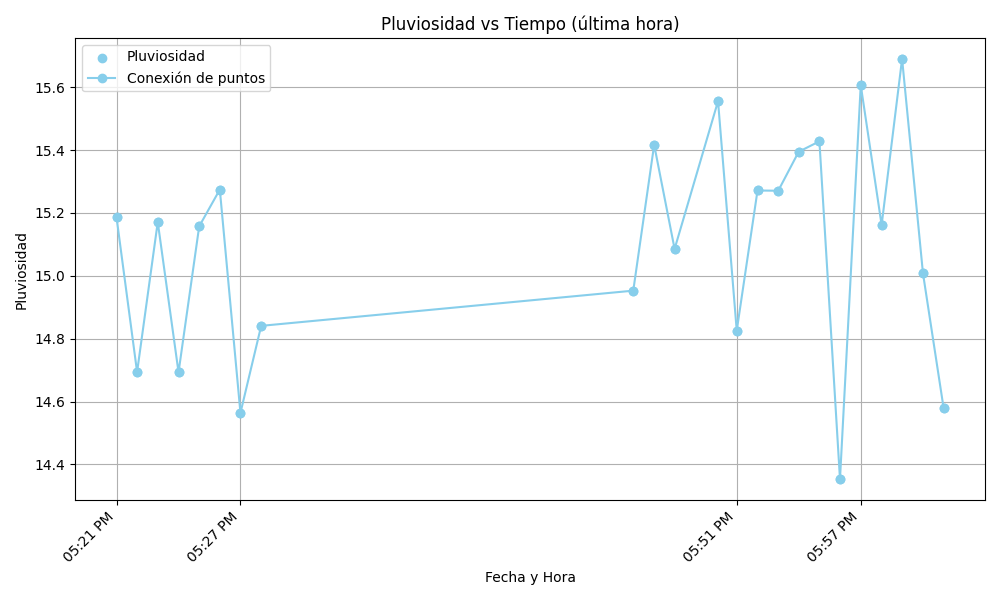 Pluviosidad vs Tiempo (última hora)
Pluviosidad
Conexión de puntos
15.6
15.4
15.2
15.0
14.8
14.6
14.4
Pluviosidad
05:21 PM
05:27 PM
05:51 PM
05:57 PM
Fecha y Hora